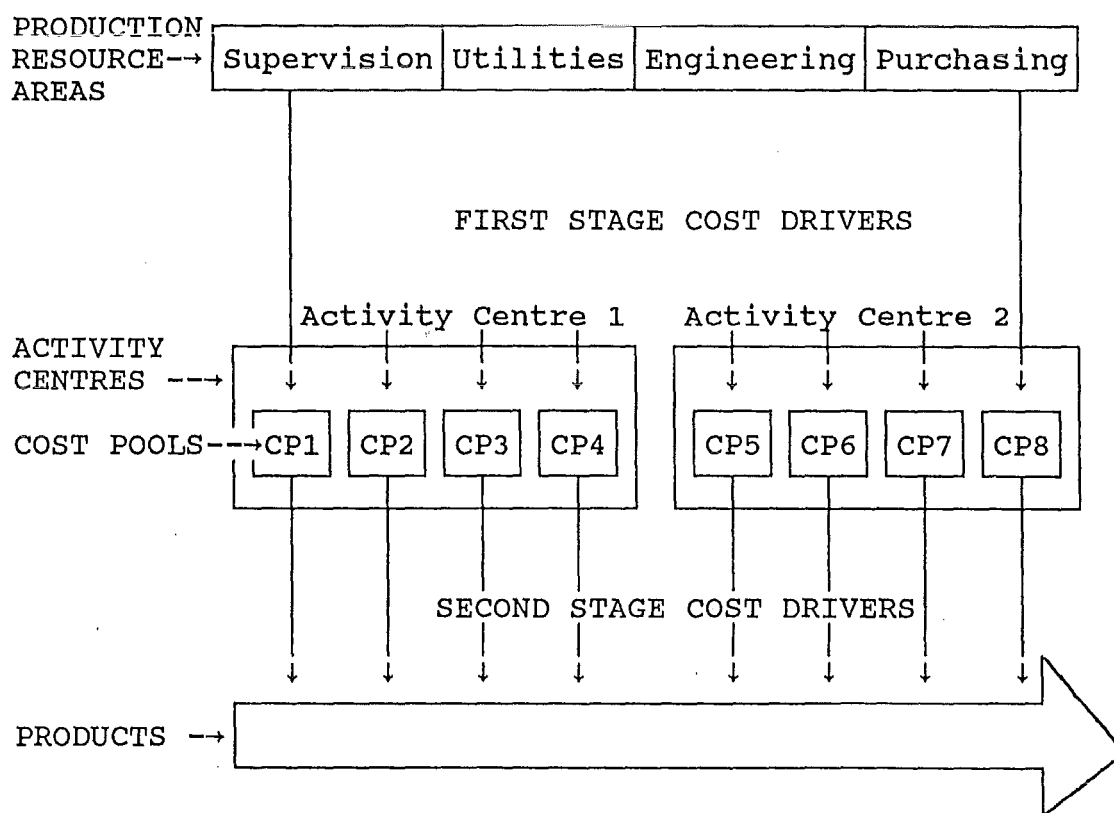 PRODUCTION
RESOURCE--→ Supervision Utilities Engineering Purchasing
AREAS
FIRST STAGE COST DRIVERS
Activity Centre 1 Activity Centre 2
ACTIVITY
CENTRES --→
COST POOLS---→ CP1 CP2 CP3 CP4 CP5 CP6 CP7 CP8
SECOND STAGE COST DRIVERS
PRODUCTS --→